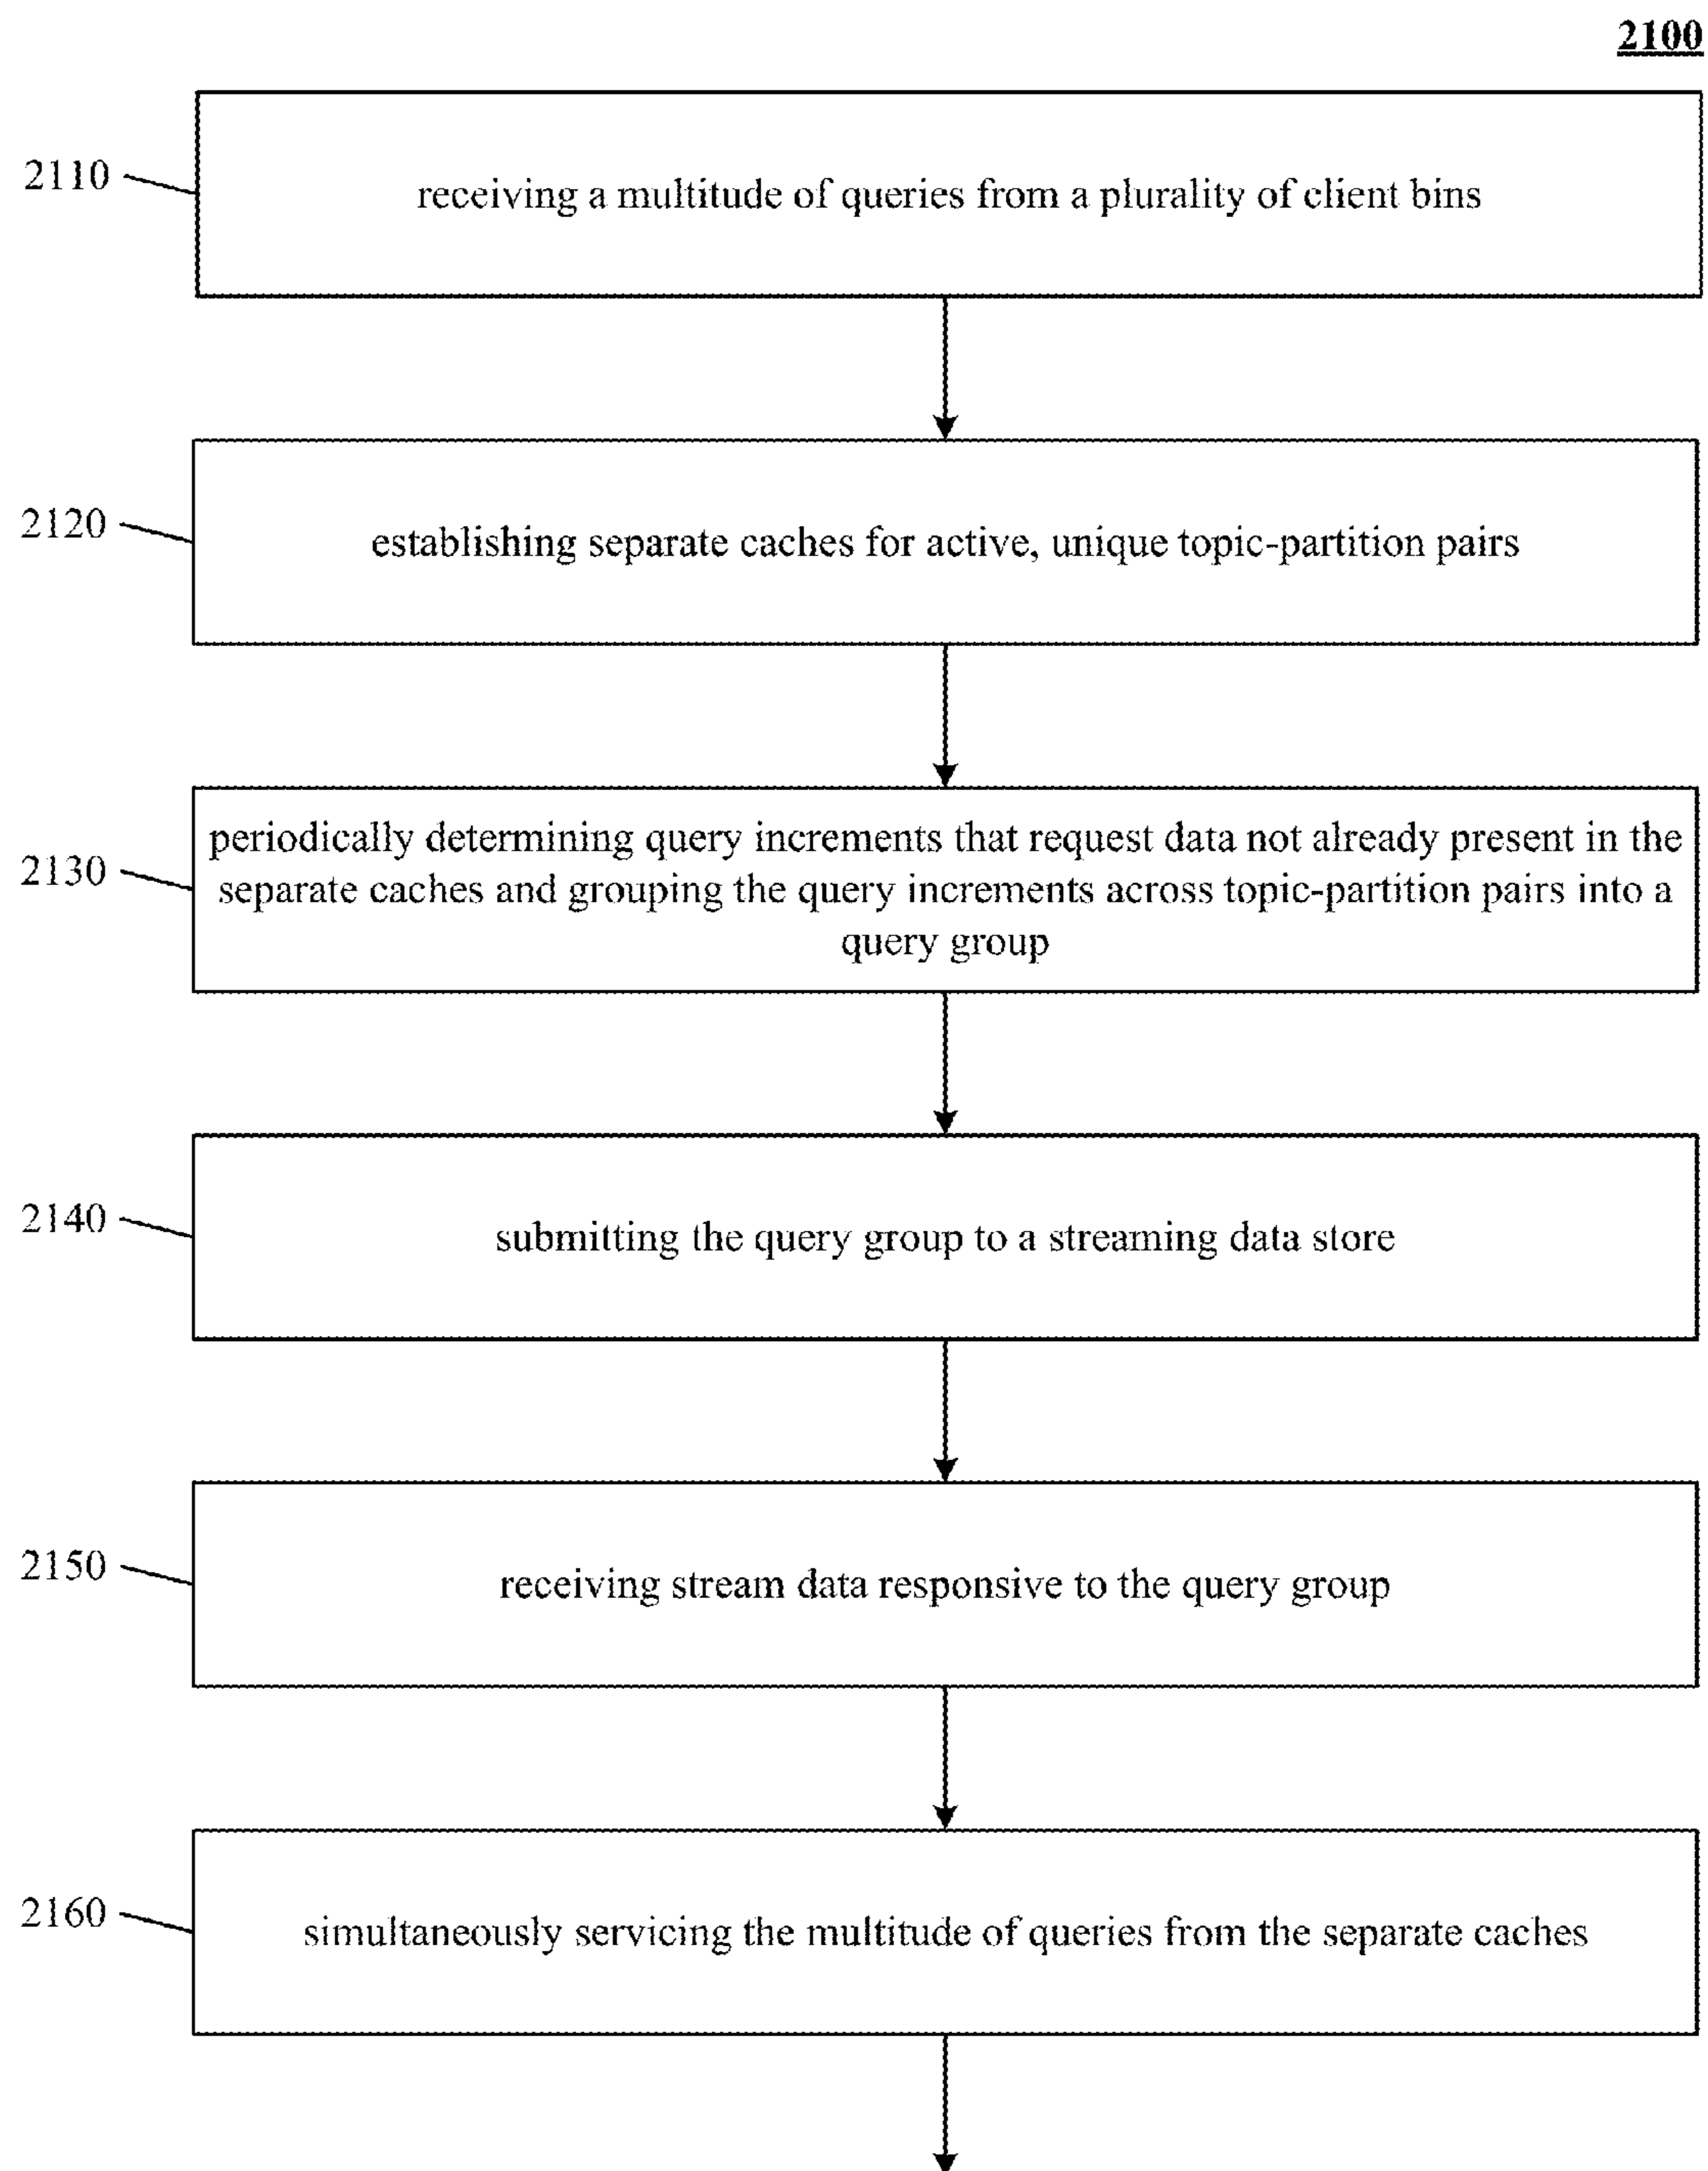 2100
2110
receiving a multitude of queries from a plurality of client bins
2120
establishing separate caches for active, unique topic-partition pairs
2130
periodically determining query increments that request data not already present in the
separate caches and grouping the query increments across topic-partition pairs into a
query group
2140
submitting the query group to a streaming data store
2150
receiving stream data responsive to the query group
2160
simultaneously servicing the multitude of queries from the separate caches